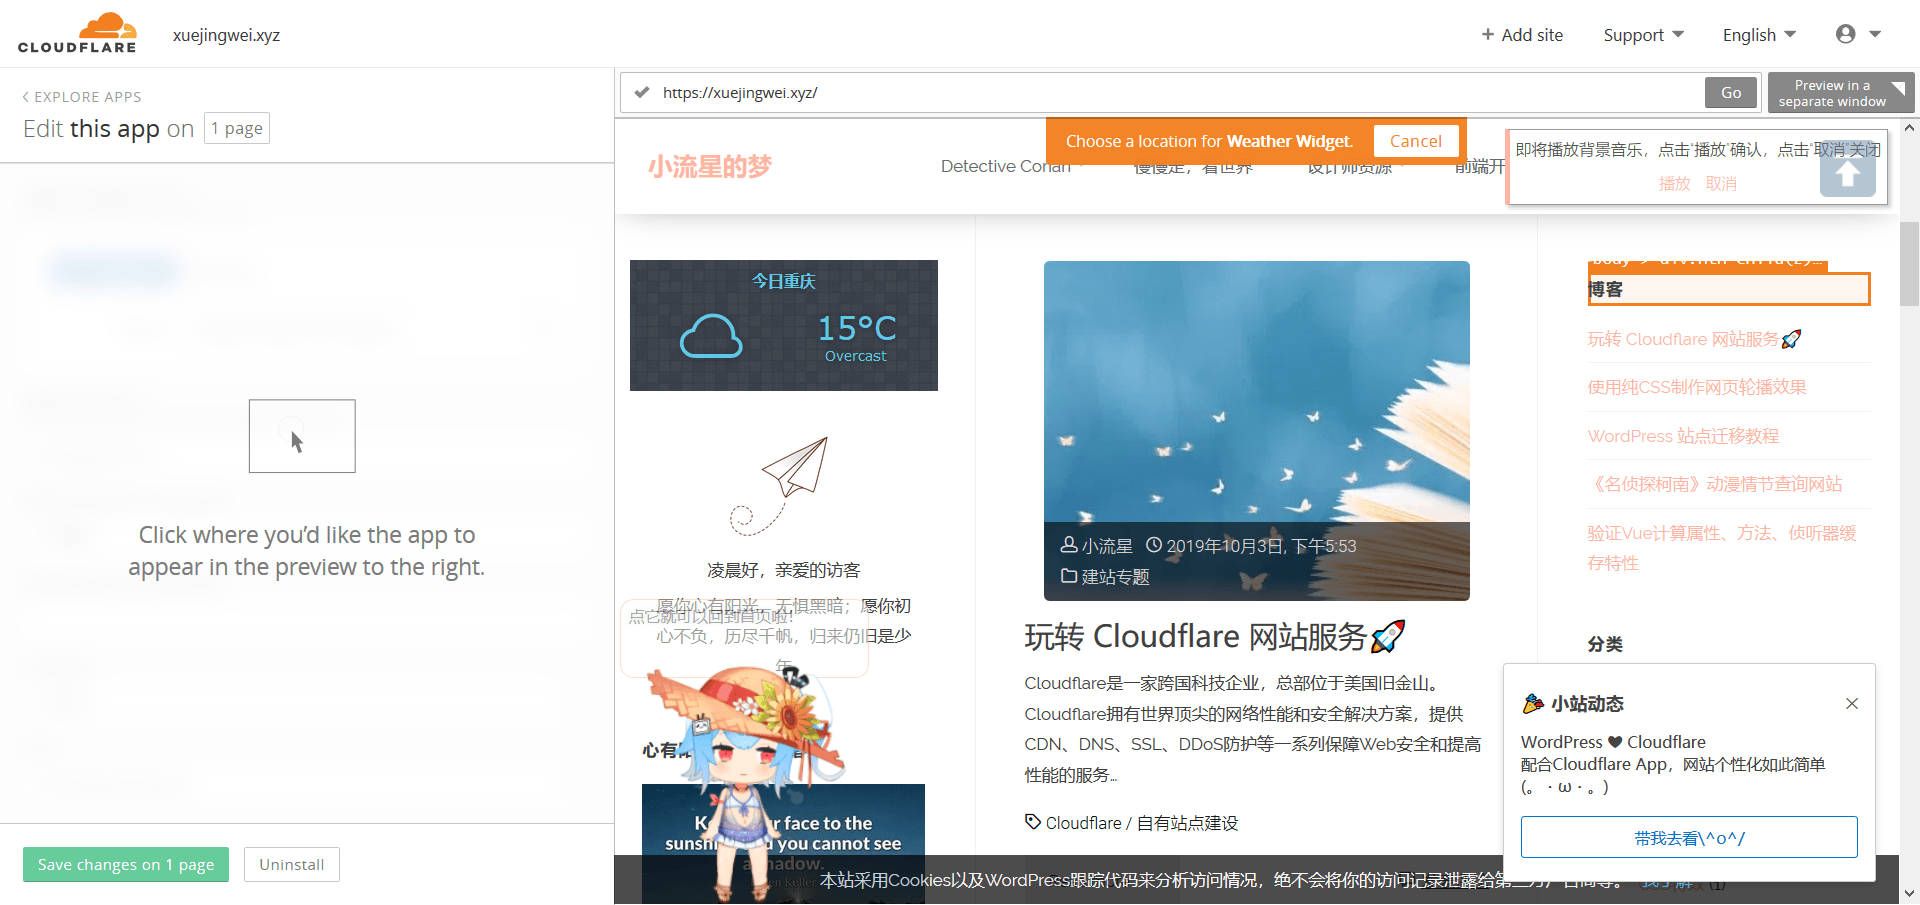 CLOUDFLARE
xuejingwei.xyz
+ Add site
Support
English
EXPLORE APPS
Edit this app on 1 page
https://xuejingwei.xyz/
Go
Preview in a
separate window
Click where you’d like the app to
appear in the preview to the right.
Save changes on 1 page
Uninstall
Choose a location for Weather Widget.
Cancel
小流星的梦
Detective Conan
慢慢走，看世界
设计师资源
前端开
即将播放背景音乐，点击“播放”确认，点击“取消”关闭
播放 取消
今日重庆
15°C
Overcast
凌晨好，亲爱的访客
愿你心有阳光，无惧黑暗；愿你初
心不负，历尽千帆，归来仍旧是少
年
点它就可以回到首页啦！
心有
face to the
you cannot see
本站采用Cookies以及WordPress跟踪代码来分析访问情况，绝不会将你的访问记录泄露给第三方广告商等。
小流星 2019年10月3日, 下午5:53
建站专题
玩转 Cloudflare 网站服务🚀
Cloudflare是一家跨国科技企业，总部位于美国旧金山。
Cloudflare拥有世界顶尖的网络性能和安全解决方案，提供
CDN、DNS、SSL、DDoS防护等一系列保障Web安全和提高
性能的服务...
Cloudflare / 自有站点建设
博客
玩转 Cloudflare 网站服务🚀
使用纯CSS制作网页轮播效果
WordPress 站点迁移教程
《名侦探柯南》动漫情节查询网站
验证Vue计算属性、方法、侦听器缓
存特性
分类
🎉 小站动态
WordPress ❤ Cloudflare
配合Cloudflare App，网站个性化如此简单
(。・ω・。)
带我去看\^o^/